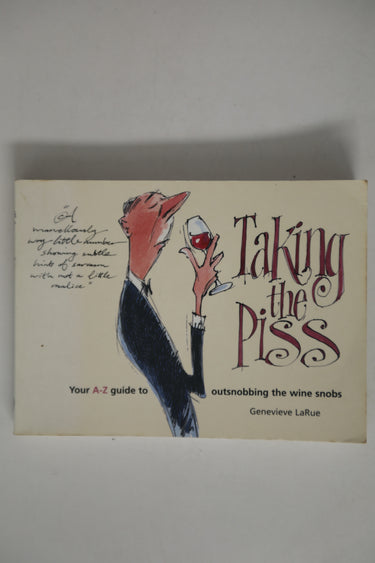 "A
marvellously
wry little number
showing subtle
hints of sarcasm
with not a little
malice"
Taking
the
Piss
Your A-Z guide to outsnobbing the wine snobs
Genevieve LaRue